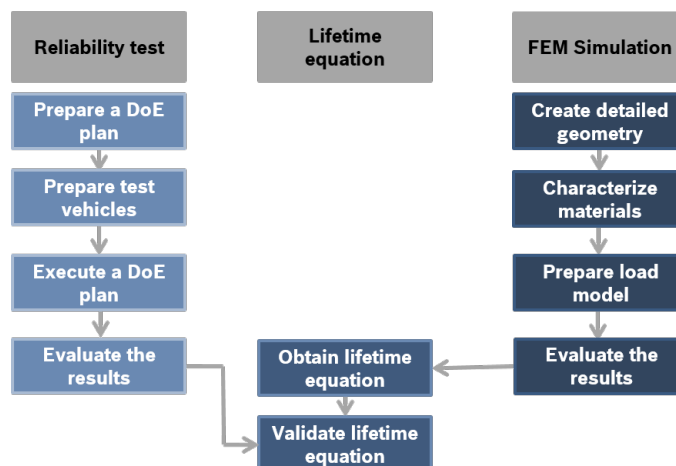 Reliability test
Lifetime
equation
FEM Simulation
Prepare a DoE
plan
Prepare test
vehicles
Execute a DoE
plan
Evaluate the
results
Obtain lifetime
equation
Validate lifetime
equation
Create detailed
geometry
Characterize
materials
Prepare load
model
Evaluate the
results